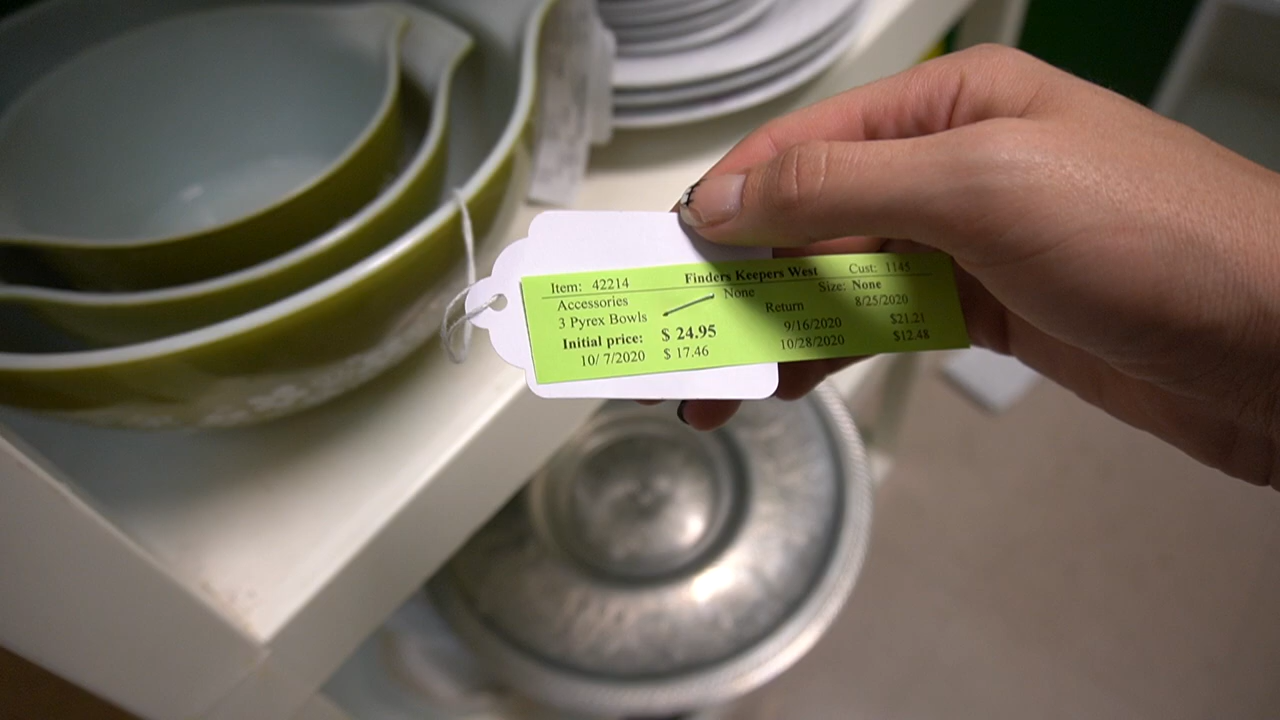 Item: 42214 Finders Keepers West Cust: 1145
Accessories None Size: None
3 Pyrex Bowls Return 8/25/2020
Initial price: $ 24.95 9/16/2020 $21.21
10/ 7/2020 $ 17.46 10/28/2020 $12.48